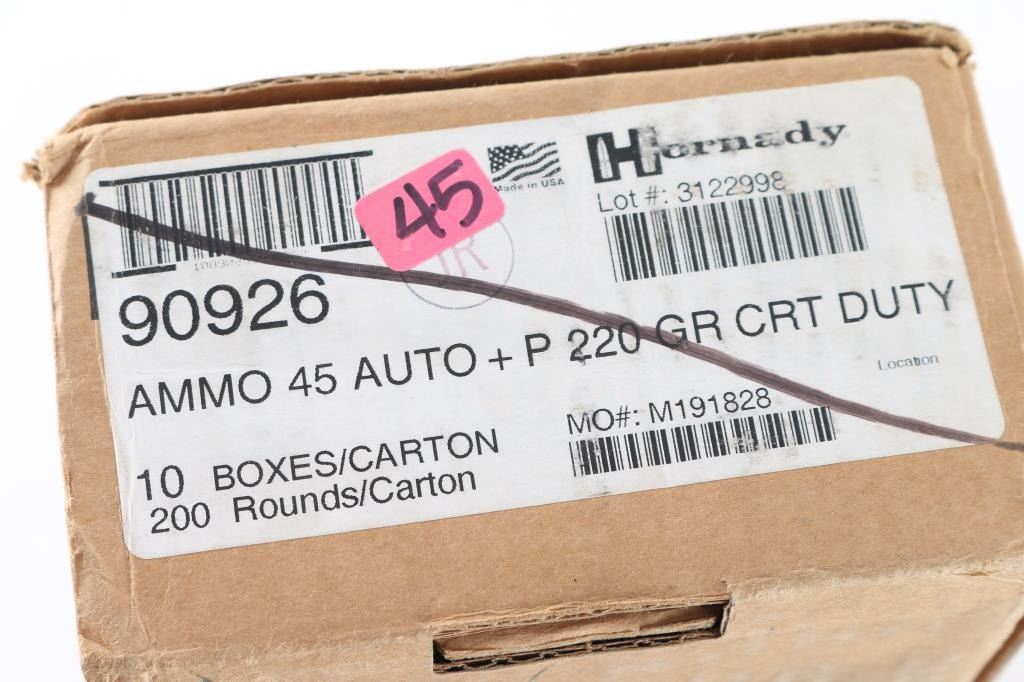 Hornady
Made in USA
45
Lot #: 3122998
JR
90926
AMMO 45 AUTO + P 220 GR CRT DUTY
Location
MO#: M191828
10 BOXES/CARTON
200 Rounds/Carton